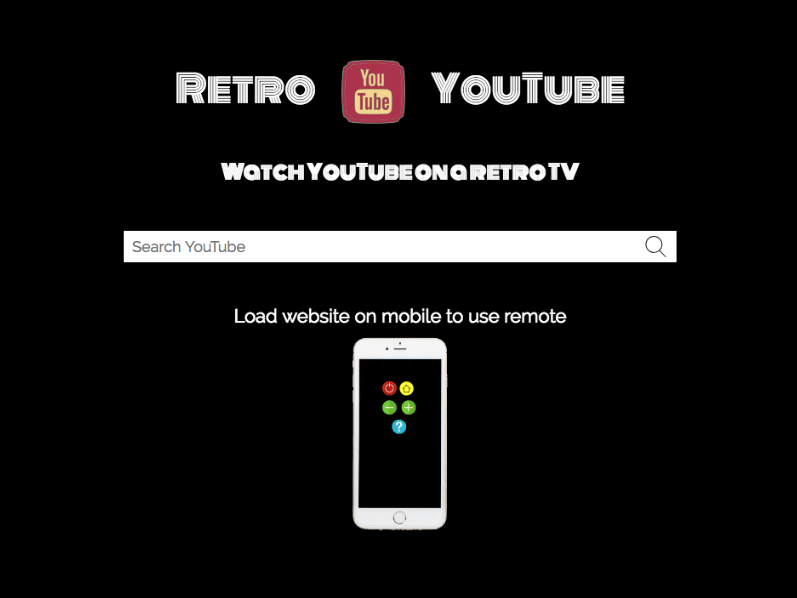 Retro You Tube YouTube
Watch YouTube on a retro TV
Search YouTube
Load website on mobile to use remote
?